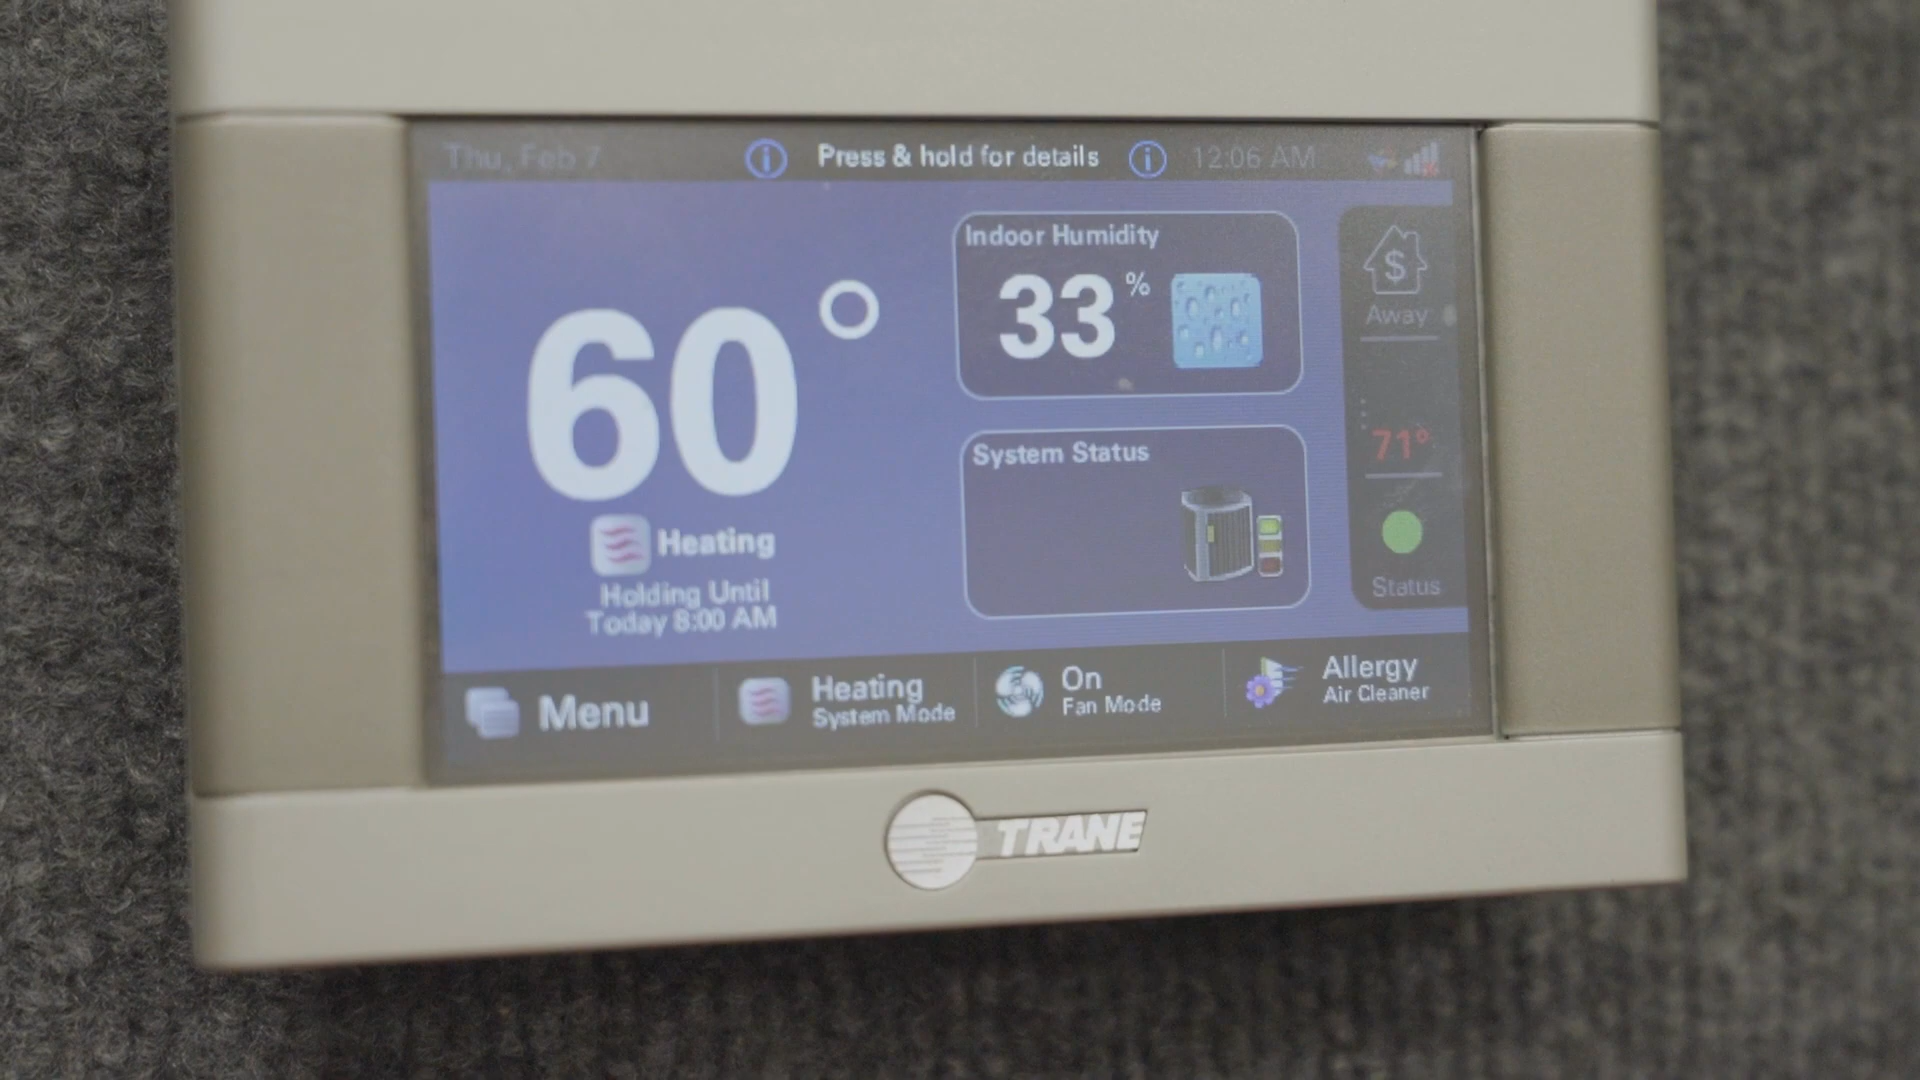 Thu, Feb 7
Press & hold for details
12:06 AM
60°
Heating
Holding Until
Today 8:00 AM
Indoor Humidity
33%
System Status
$
Away
71°
Status
Menu
Heating
System Mode
On
Fan Mode
Allergy
Air Cleaner
TRANE